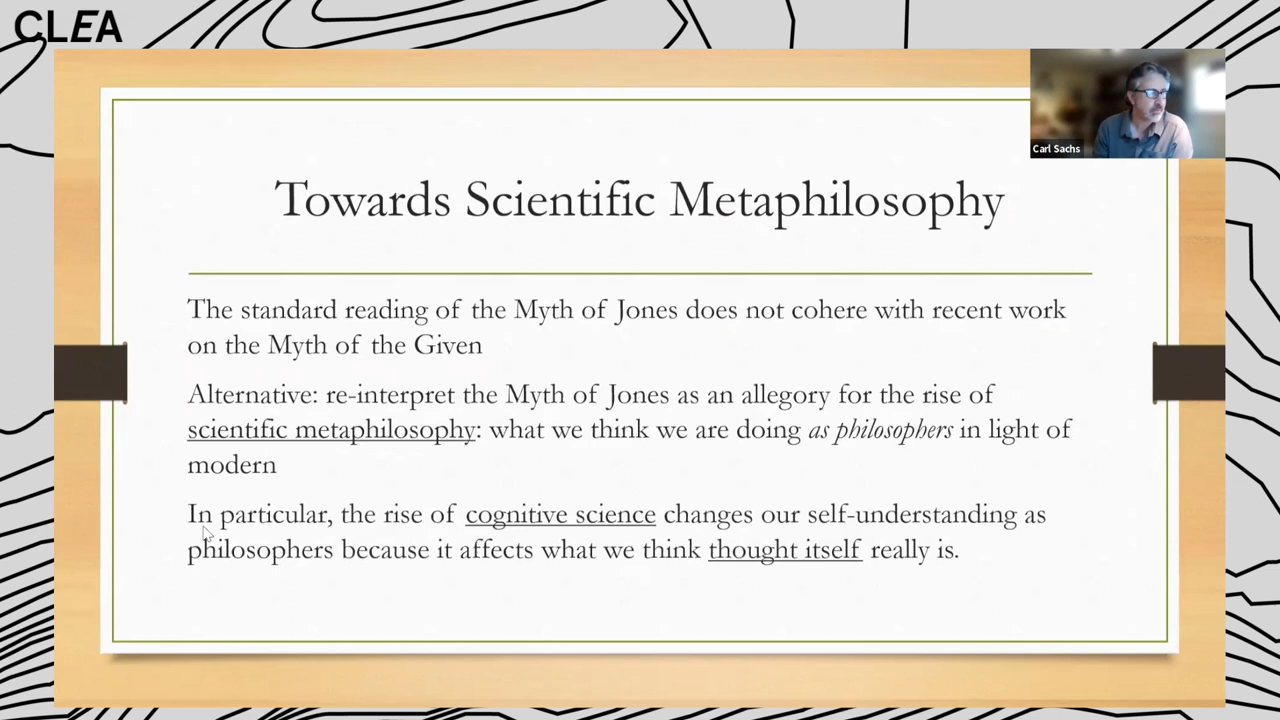 CLEA
Carl Sachs
Towards Scientific Metaphilosophy
The standard reading of the Myth of Jones does not cohere with recent work
on the Myth of the Given
Alternative: re-interpret the Myth of Jones as an allegory for the rise of
scientific metaphilosophy: what we think we are doing as philosophers in light of
modern
In particular, the rise of cognitive science changes our self-understanding as
philosophers because it affects what we think thought itself really is.